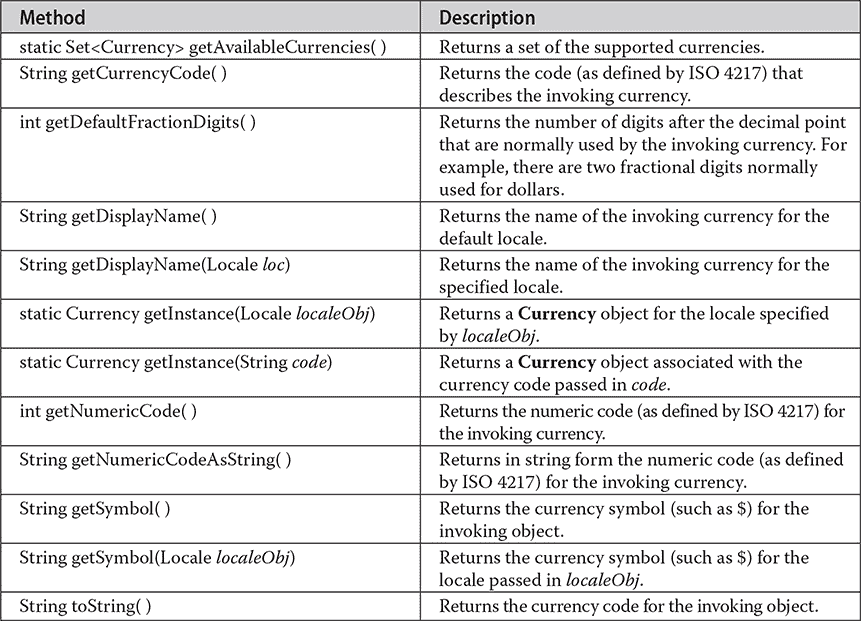 Method Description
static Set<Currency> getAvailableCurrencies( ) Returns a set of the supported currencies.
String getCurrencyCode( ) Returns the code (as defined by ISO 4217) that
describes the invoking currency.
int getDefaultFractionDigits( ) Returns the number of digits after the decimal point
that are normally used by the invoking currency. For
example, there are two fractional digits normally
used for dollars.
String getDisplayName( ) Returns the name of the invoking currency for the
default locale.
String getDisplayName(Locale loc) Returns the name of the invoking currency for the
specified locale.
static Currency getInstance(Locale localeObj) Returns a Currency object for the locale specified
by localeObj.
static Currency getInstance(String code) Returns a Currency object associated with the
currency code passed in code.
int getNumericCode( ) Returns the numeric code (as defined by ISO 4217) for
the invoking currency.
String getNumericCodeAsString( ) Returns in string form the numeric code (as defined
by ISO 4217) for the invoking currency.
String getSymbol( ) Returns the currency symbol (such as $) for the
invoking object.
String getSymbol(Locale localeObj) Returns the currency symbol (such as $) for the
locale passed in localeObj.
String toString( ) Returns the currency code for the invoking object.